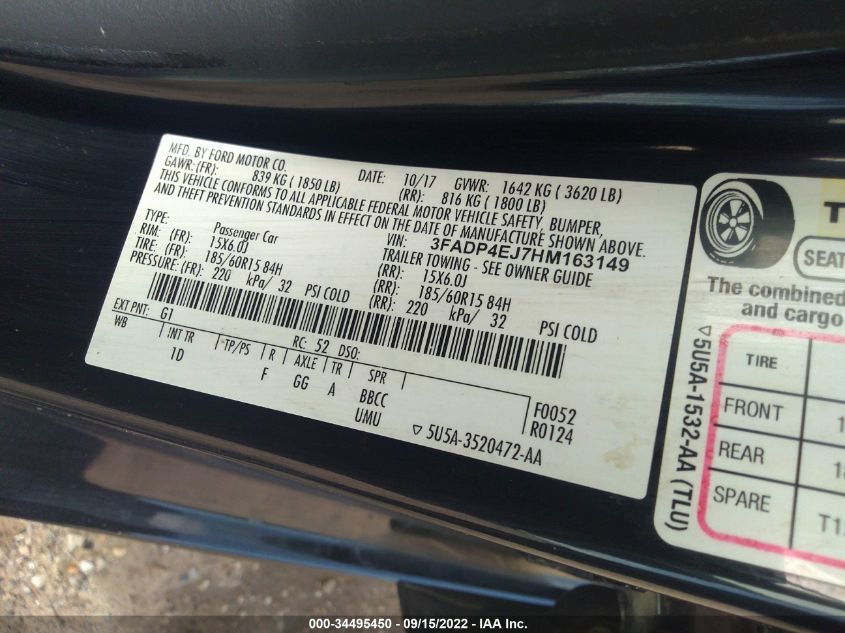 MFD. BY FORD MOTOR CO.
DATE: 10/17 GVWR: 1642 KG ( 3620 LB)
GAWR:(FR): 839 KG ( 1850 LB) (RR): 816 KG ( 1800 LB)
THIS VEHICLE CONFORMS TO ALL APPLICABLE FEDERAL MOTOR VEHICLE SAFETY, BUMPER,
AND THEFT PREVENTION STANDARDS IN EFFECT ON THE DATE OF MANUFACTURE SHOWN ABOVE.
VIN: 3FADP4EJ7HM163149
TYPE: Passenger Car TRAILER TOWING - SEE OWNER GUIDE
RIM: (FR) 15X6.0J (RR): 15X6.0J
TIRE: (FR) 185/60R15 84H (RR): 185/60R15 84H
PRESSURE: (FR) 220 kPa/ 32 PSI COLD (RR): 220 kPa/ 32 PSI COLD
EXT PNT: G1 RC: 52 DSO:
WB INT TR TP/PS R AXLE TR SPR
1D F GG A BBCC F0052
UMU R0124
5U5A-3520472-AA
SEAT
The combined
and cargo
5U5A-1532-AA (TLU)
TIRE
FRONT 1
REAR 18
SPARE T1
000-34495450 - 09/15/2022 - IAA Inc.